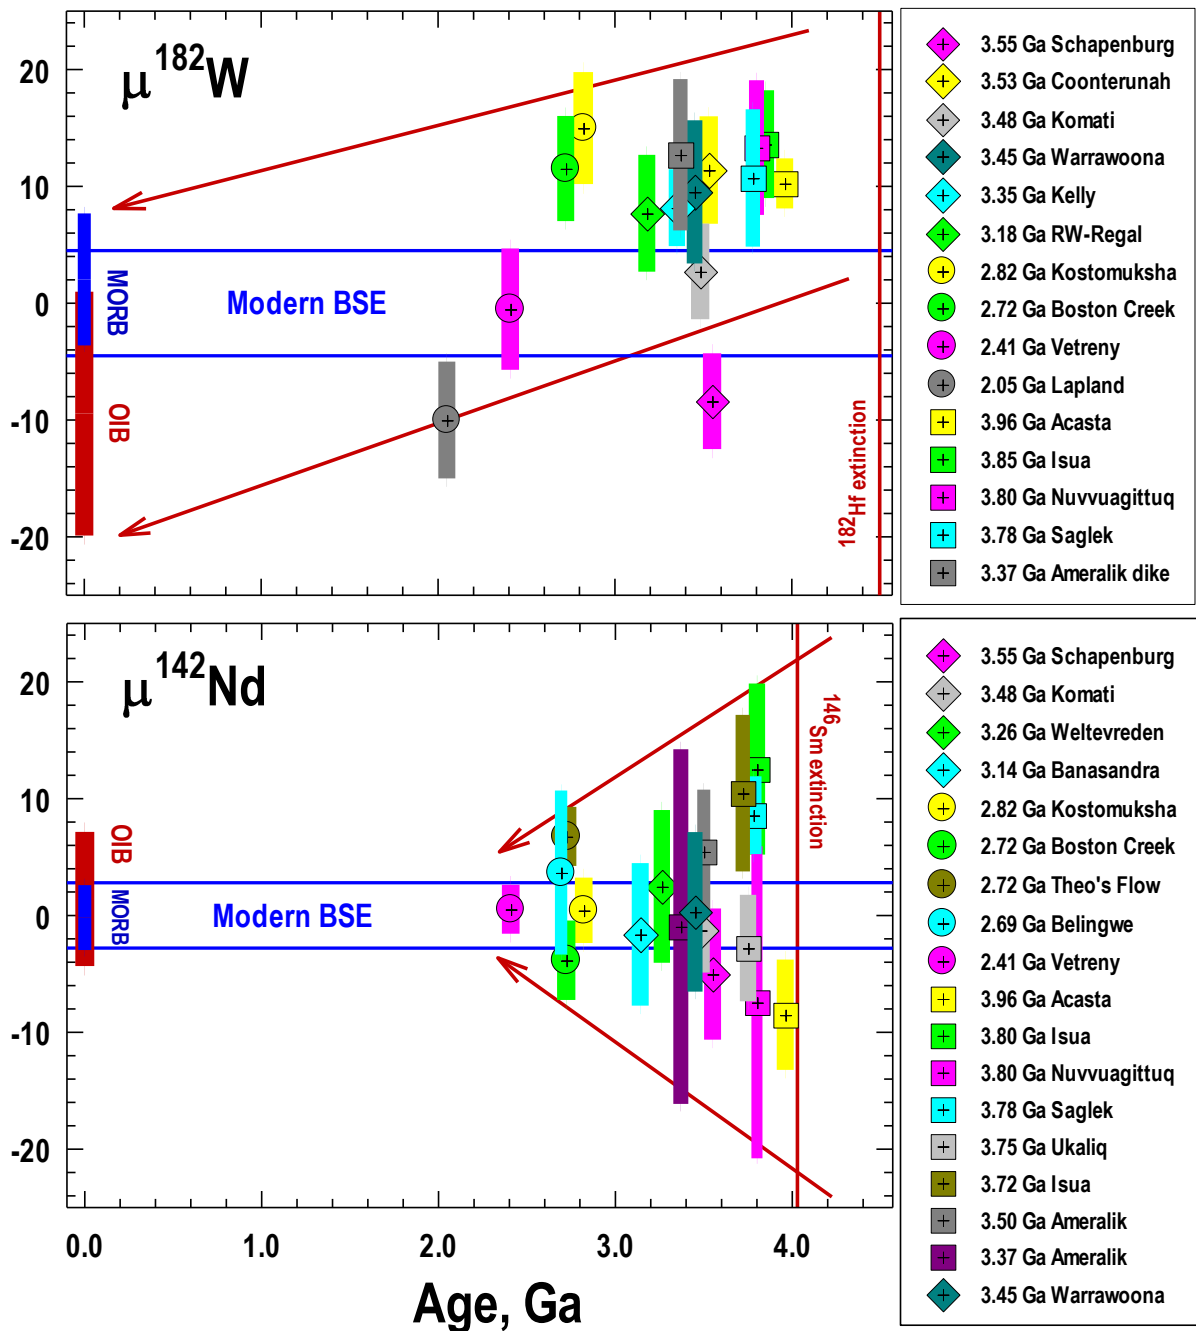 μ ¹⁸²W
20
10
0
-10
-20
MORB
OIB
Modern BSE
¹⁸²Hf extinction
3.55 Ga Schapenburg
3.53 Ga Coonterunah
3.48 Ga Komati
3.45 Ga Warrawoona
3.35 Ga Kelly
3.18 Ga RW-Regal
2.82 Ga Kostomuksha
2.72 Ga Boston Creek
2.41 Ga Vetreny
2.05 Ga Lapland
3.96 Ga Acasta
3.85 Ga Isua
3.80 Ga Nuvvuagittuq
3.78 Ga Saglek
3.37 Ga Ameralik dike
μ ¹⁴²Nd
20
10
0
-10
-20
OIB
MORB
Modern BSE
¹⁴⁶Sm extinction
0.0 1.0 2.0 3.0 4.0
Age, Ga
3.55 Ga Schapenburg
3.48 Ga Komati
3.26 Ga Weltevreden
3.14 Ga Banasandra
2.82 Ga Kostomuksha
2.72 Ga Boston Creek
2.72 Ga Theo's Flow
2.69 Ga Belingwe
2.41 Ga Vetreny
3.96 Ga Acasta
3.80 Ga Isua
3.80 Ga Nuvvuagittuq
3.78 Ga Saglek
3.75 Ga Ukaliq
3.72 Ga Isua
3.50 Ga Ameralik
3.37 Ga Ameralik
3.45 Ga Warrawoona